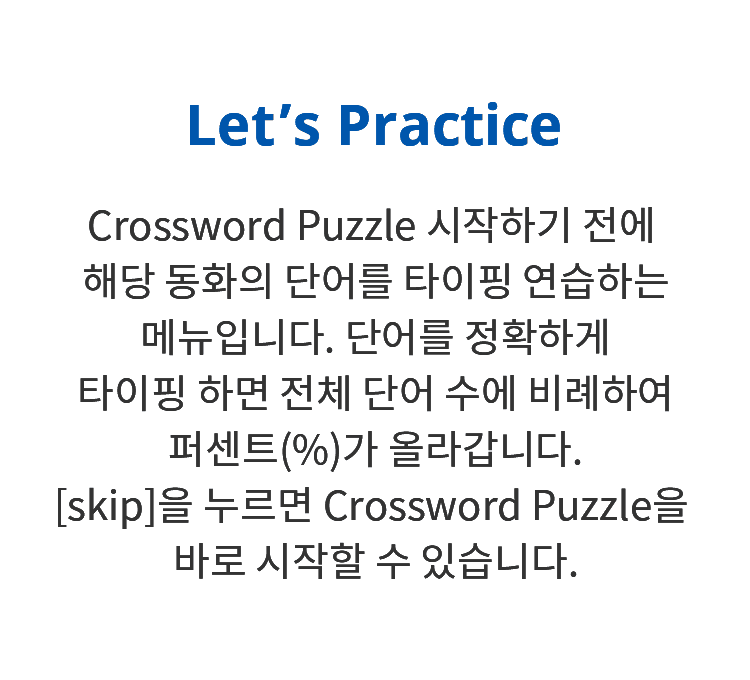 Let’s Practice
Crossword Puzzle 시작하기 전에
해당 동화의 단어를 타이핑 연습하는
메뉴입니다. 단어를 정확하게
타이핑 하면 전체 단어 수에 비례하여
퍼센트(%)가 올라갑니다.
[skip]을 누르면 Crossword Puzzle을
바로 시작할 수 있습니다.